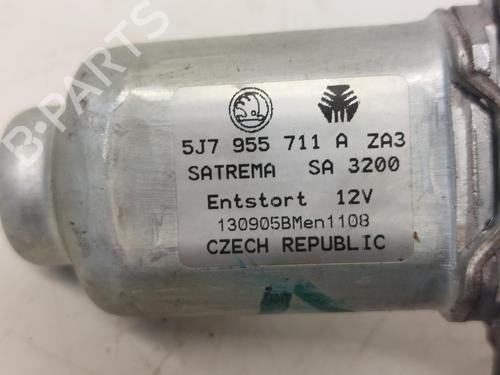 5J7 955 711 A ZA3
SATREMA SA 3200
Entstort 12V
130905BMen1108
CZECH REPUBLIC
B-PARTS